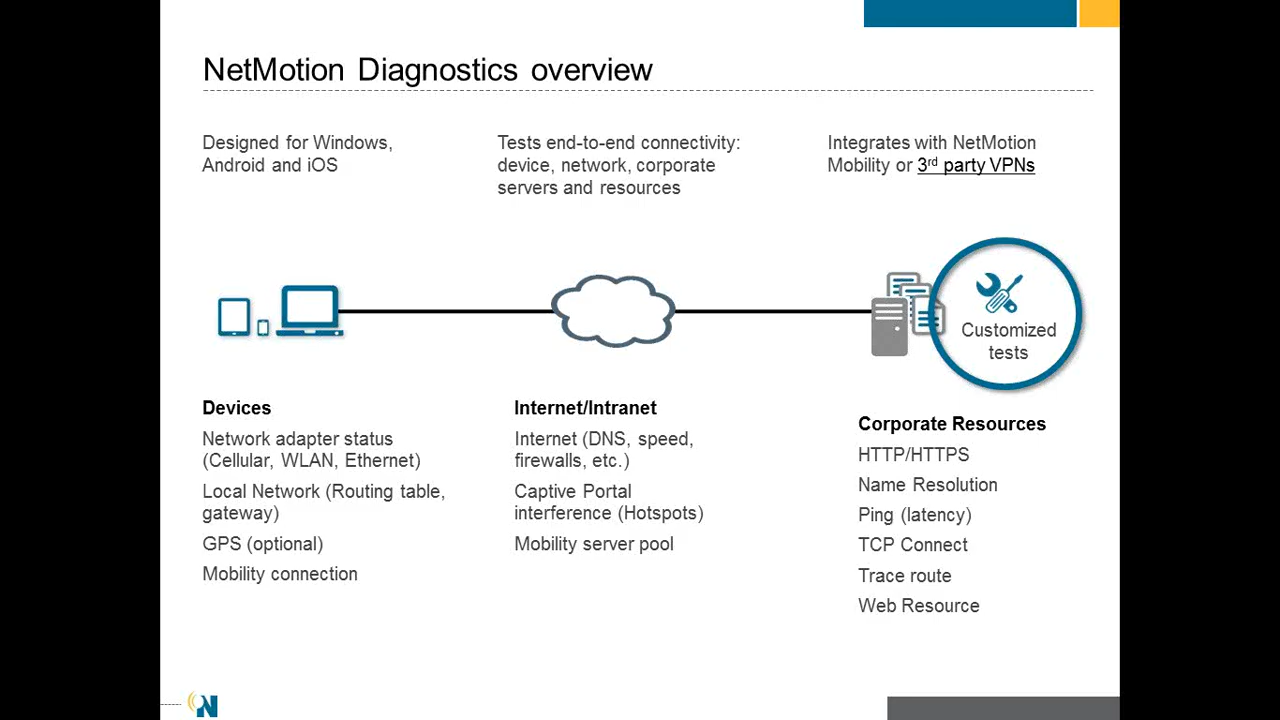 NetMotion Diagnostics overview
Designed for Windows,
Android and iOS
Tests end-to-end connectivity:
device, network, corporate
servers and resources
Integrates with NetMotion
Mobility or 3rd party VPNs
Customized
tests
Devices
Network adapter status
(Cellular, WLAN, Ethernet)
Local Network (Routing table,
gateway)
GPS (optional)
Mobility connection
Internet/Intranet
Internet (DNS, speed,
firewalls, etc.)
Captive Portal
interference (Hotspots)
Mobility server pool
Corporate Resources
HTTP/HTTPS
Name Resolution
Ping (latency)
TCP Connect
Trace route
Web Resource
N